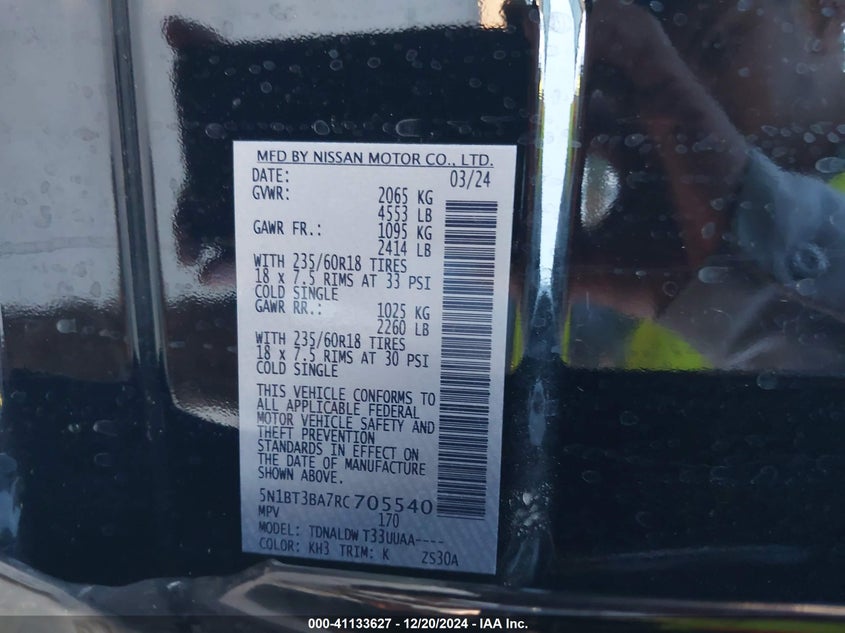 MFD BY NISSAN MOTOR CO., LTD.
DATE: 03/24
GVWR: 2065 KG
4553 LB
GAWR FR.: 1095 KG
2414 LB
WITH 235/60R18 TIRES
18 x 7.5 RIMS AT 33 PSI
COLD SINGLE
GAWR RR.: 1025 KG
2260 LB
WITH 235/60R18 TIRES
18 x 7.5 RIMS AT 30 PSI
COLD SINGLE
THIS VEHICLE CONFORMS TO
ALL APPLICABLE FEDERAL
MOTOR VEHICLE SAFETY AND
THEFT PREVENTION
STANDARDS IN EFFECT ON
THE DATE OF MANUFACTURE
SHOWN ABOVE.
5N1BT3BA7RC 705540
MPV 170
MODEL: TDNALDW T33UUAA----
COLOR: KH3 TRIM: K ZS30A
000-41133627 - 12/20/2024 - IAA Inc.